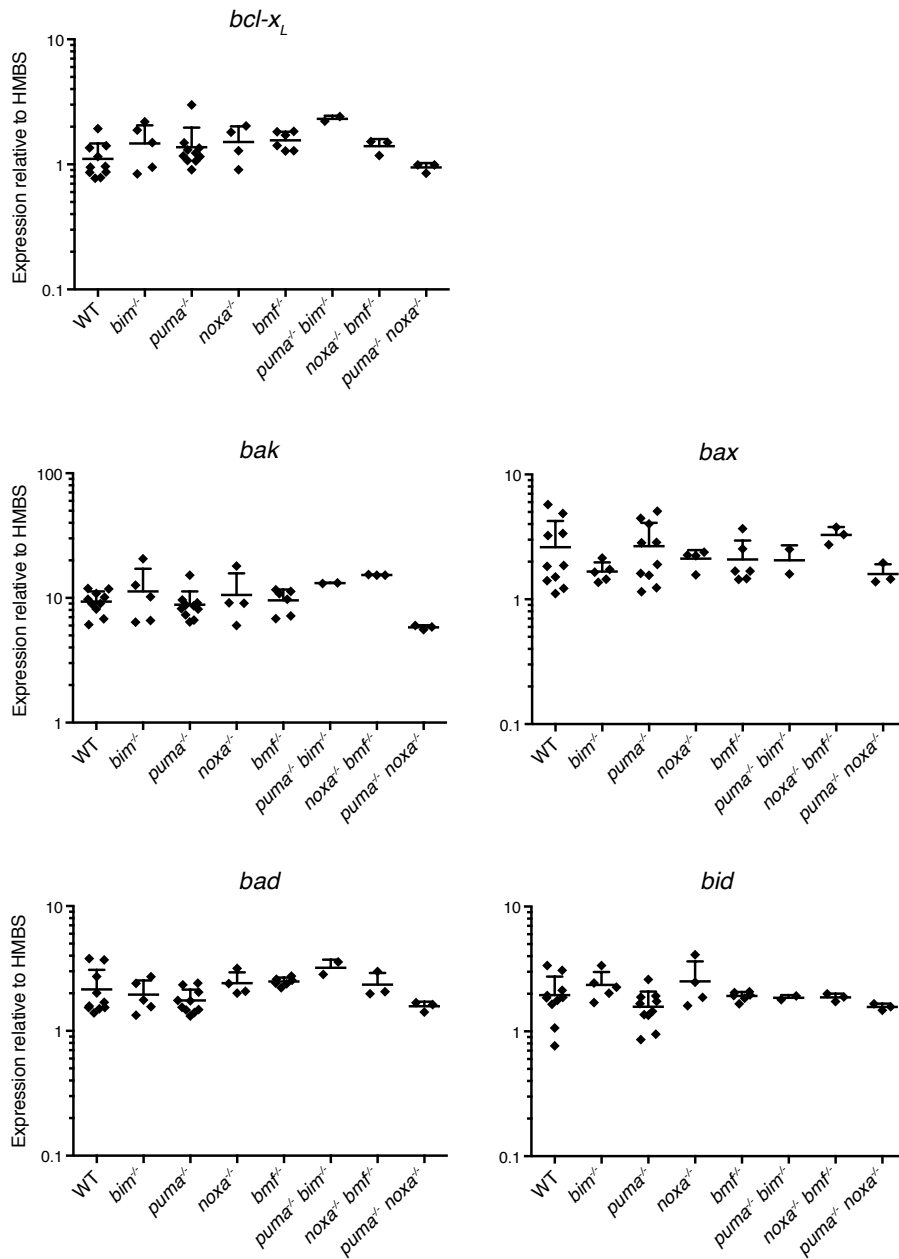 bcl-x_L
Expression relative to HMBS
10
1
0.1
WT
bim-/-
puma-/-
noxa-/-
bmf-/-
puma-/- bim-/-
noxa-/- bmf-/-
puma-/- noxa-/-
bak
Expression relative to HMBS
100
10
1
WT
bim-/-
puma-/-
noxa-/-
bmf-/-
puma-/- bim-/-
noxa-/- bmf-/-
puma-/- noxa-/-
bax
10
1
0.1
WT
bim-/-
puma-/-
noxa-/-
bmf-/-
puma-/- bim-/-
noxa-/- bmf-/-
puma-/- noxa-/-
bad
Expression relative to HMBS
10
1
0.1
WT
bim-/-
puma-/-
noxa-/-
bmf-/-
puma-/- bim-/-
noxa-/- bmf-/-
puma-/- noxa-/-
bid
10
1
0.1
WT
bim-/-
puma-/-
noxa-/-
bmf-/-
puma-/- bim-/-
noxa-/- bmf-/-
puma-/- noxa-/-